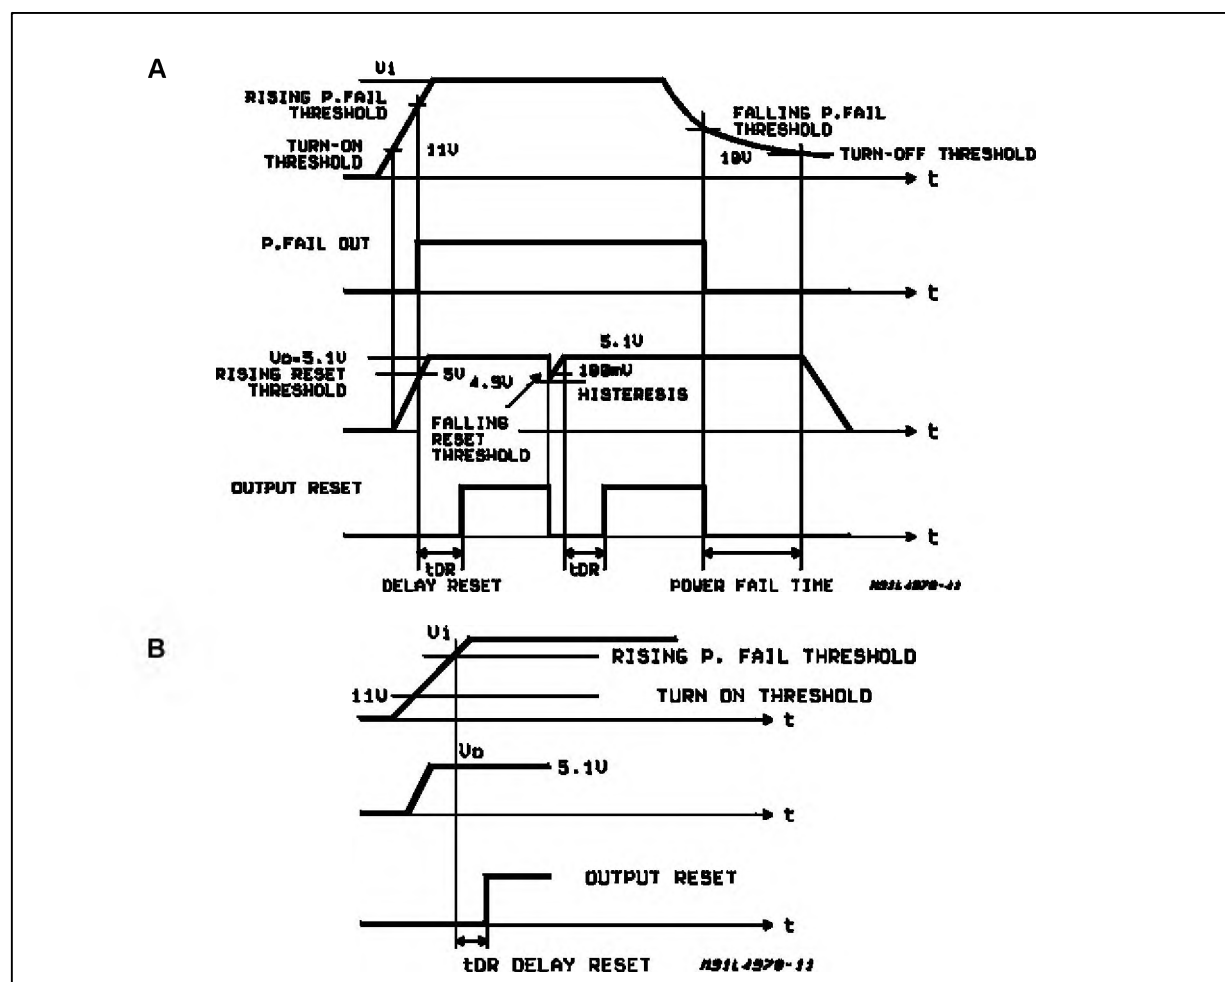 A
Vi
RISING P.FAIL
THRESHOLD
TURN-ON
THRESHOLD
11V
FALLING P.FAIL
THRESHOLD
10V
TURN-OFF THRESHOLD
t
P.FAIL OUT
t
Vo=5.1V
RISING RESET
THRESHOLD
5V
4.9V
5.1V
100mV
HISTERESIS
FALLING
RESET
THRESHOLD
t
OUTPUT RESET
t
tDR
tDR
DELAY RESET
POWER FAIL TIME
B
Vi
RISING P. FAIL THRESHOLD
11V
TURN ON THRESHOLD
t
Vo
5.1V
t
OUTPUT RESET
t
tDR DELAY RESET